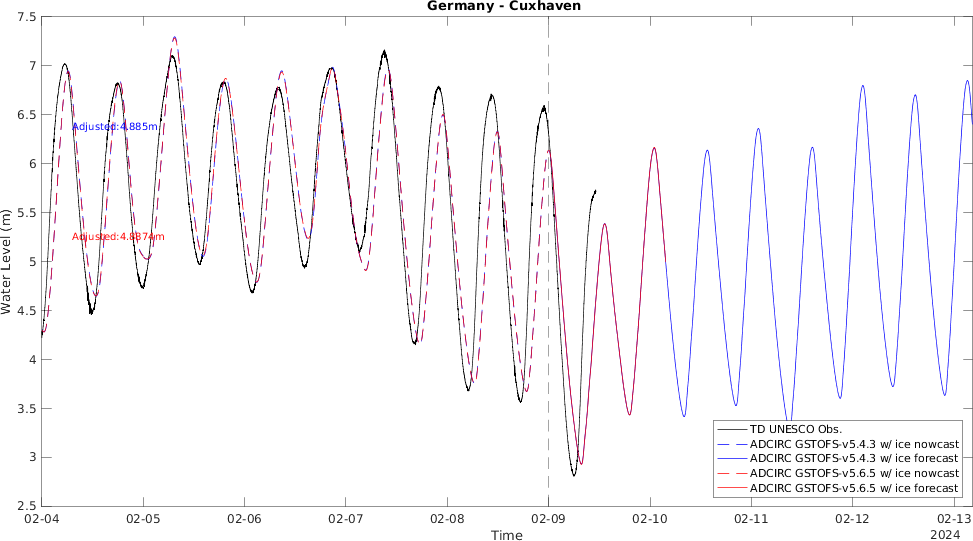 Germany - Cuxhaven
7.5
7
6.5
6
5.5
5
4.5
4
3.5
3
2.5
Water Level (m)
Adjusted:4.885m
Adjusted:4.8874m
TD UNESCO Obs.
ADCIRC GSTOFS-v5.4.3 w/ ice nowcast
ADCIRC GSTOFS-v5.4.3 w/ ice forecast
ADCIRC GSTOFS-v5.6.5 w/ ice nowcast
ADCIRC GSTOFS-v5.6.5 w/ ice forecast
02-04 02-05 02-06 02-07 02-08 02-09 02-10 02-11 02-12 02-13
Time
2024